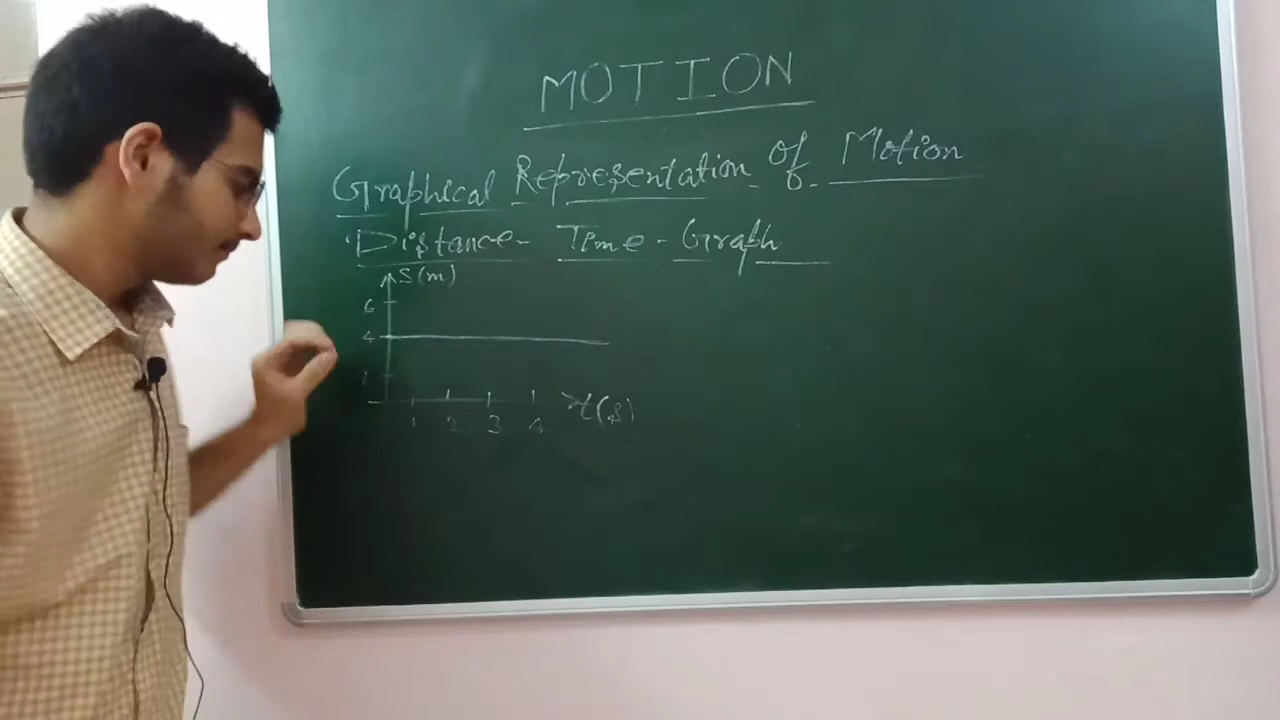 MOTION
Graphical Representation of Motion
Distance-Time-Graph
S(m)
6
4
2
1 2 3 4 t(s)